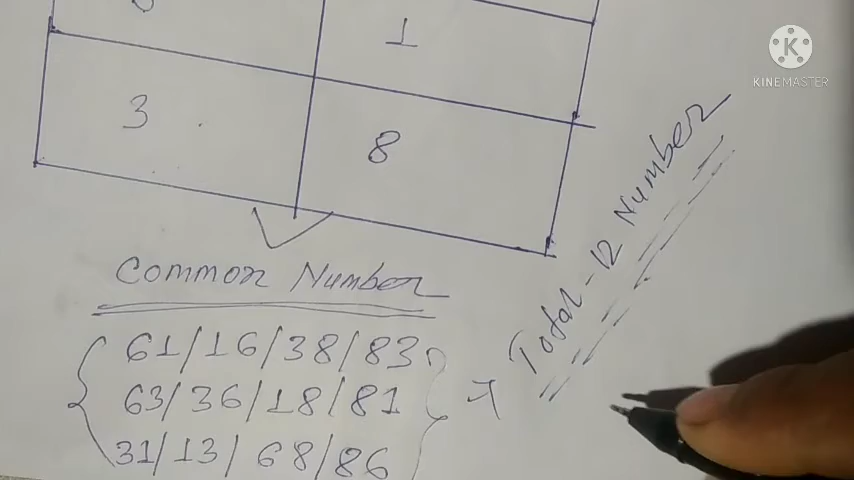 1
3 8
Common Number
61/16/38/83
63/36/18/81
31/13/68/86
Total-12 Number
K
KINEMASTER